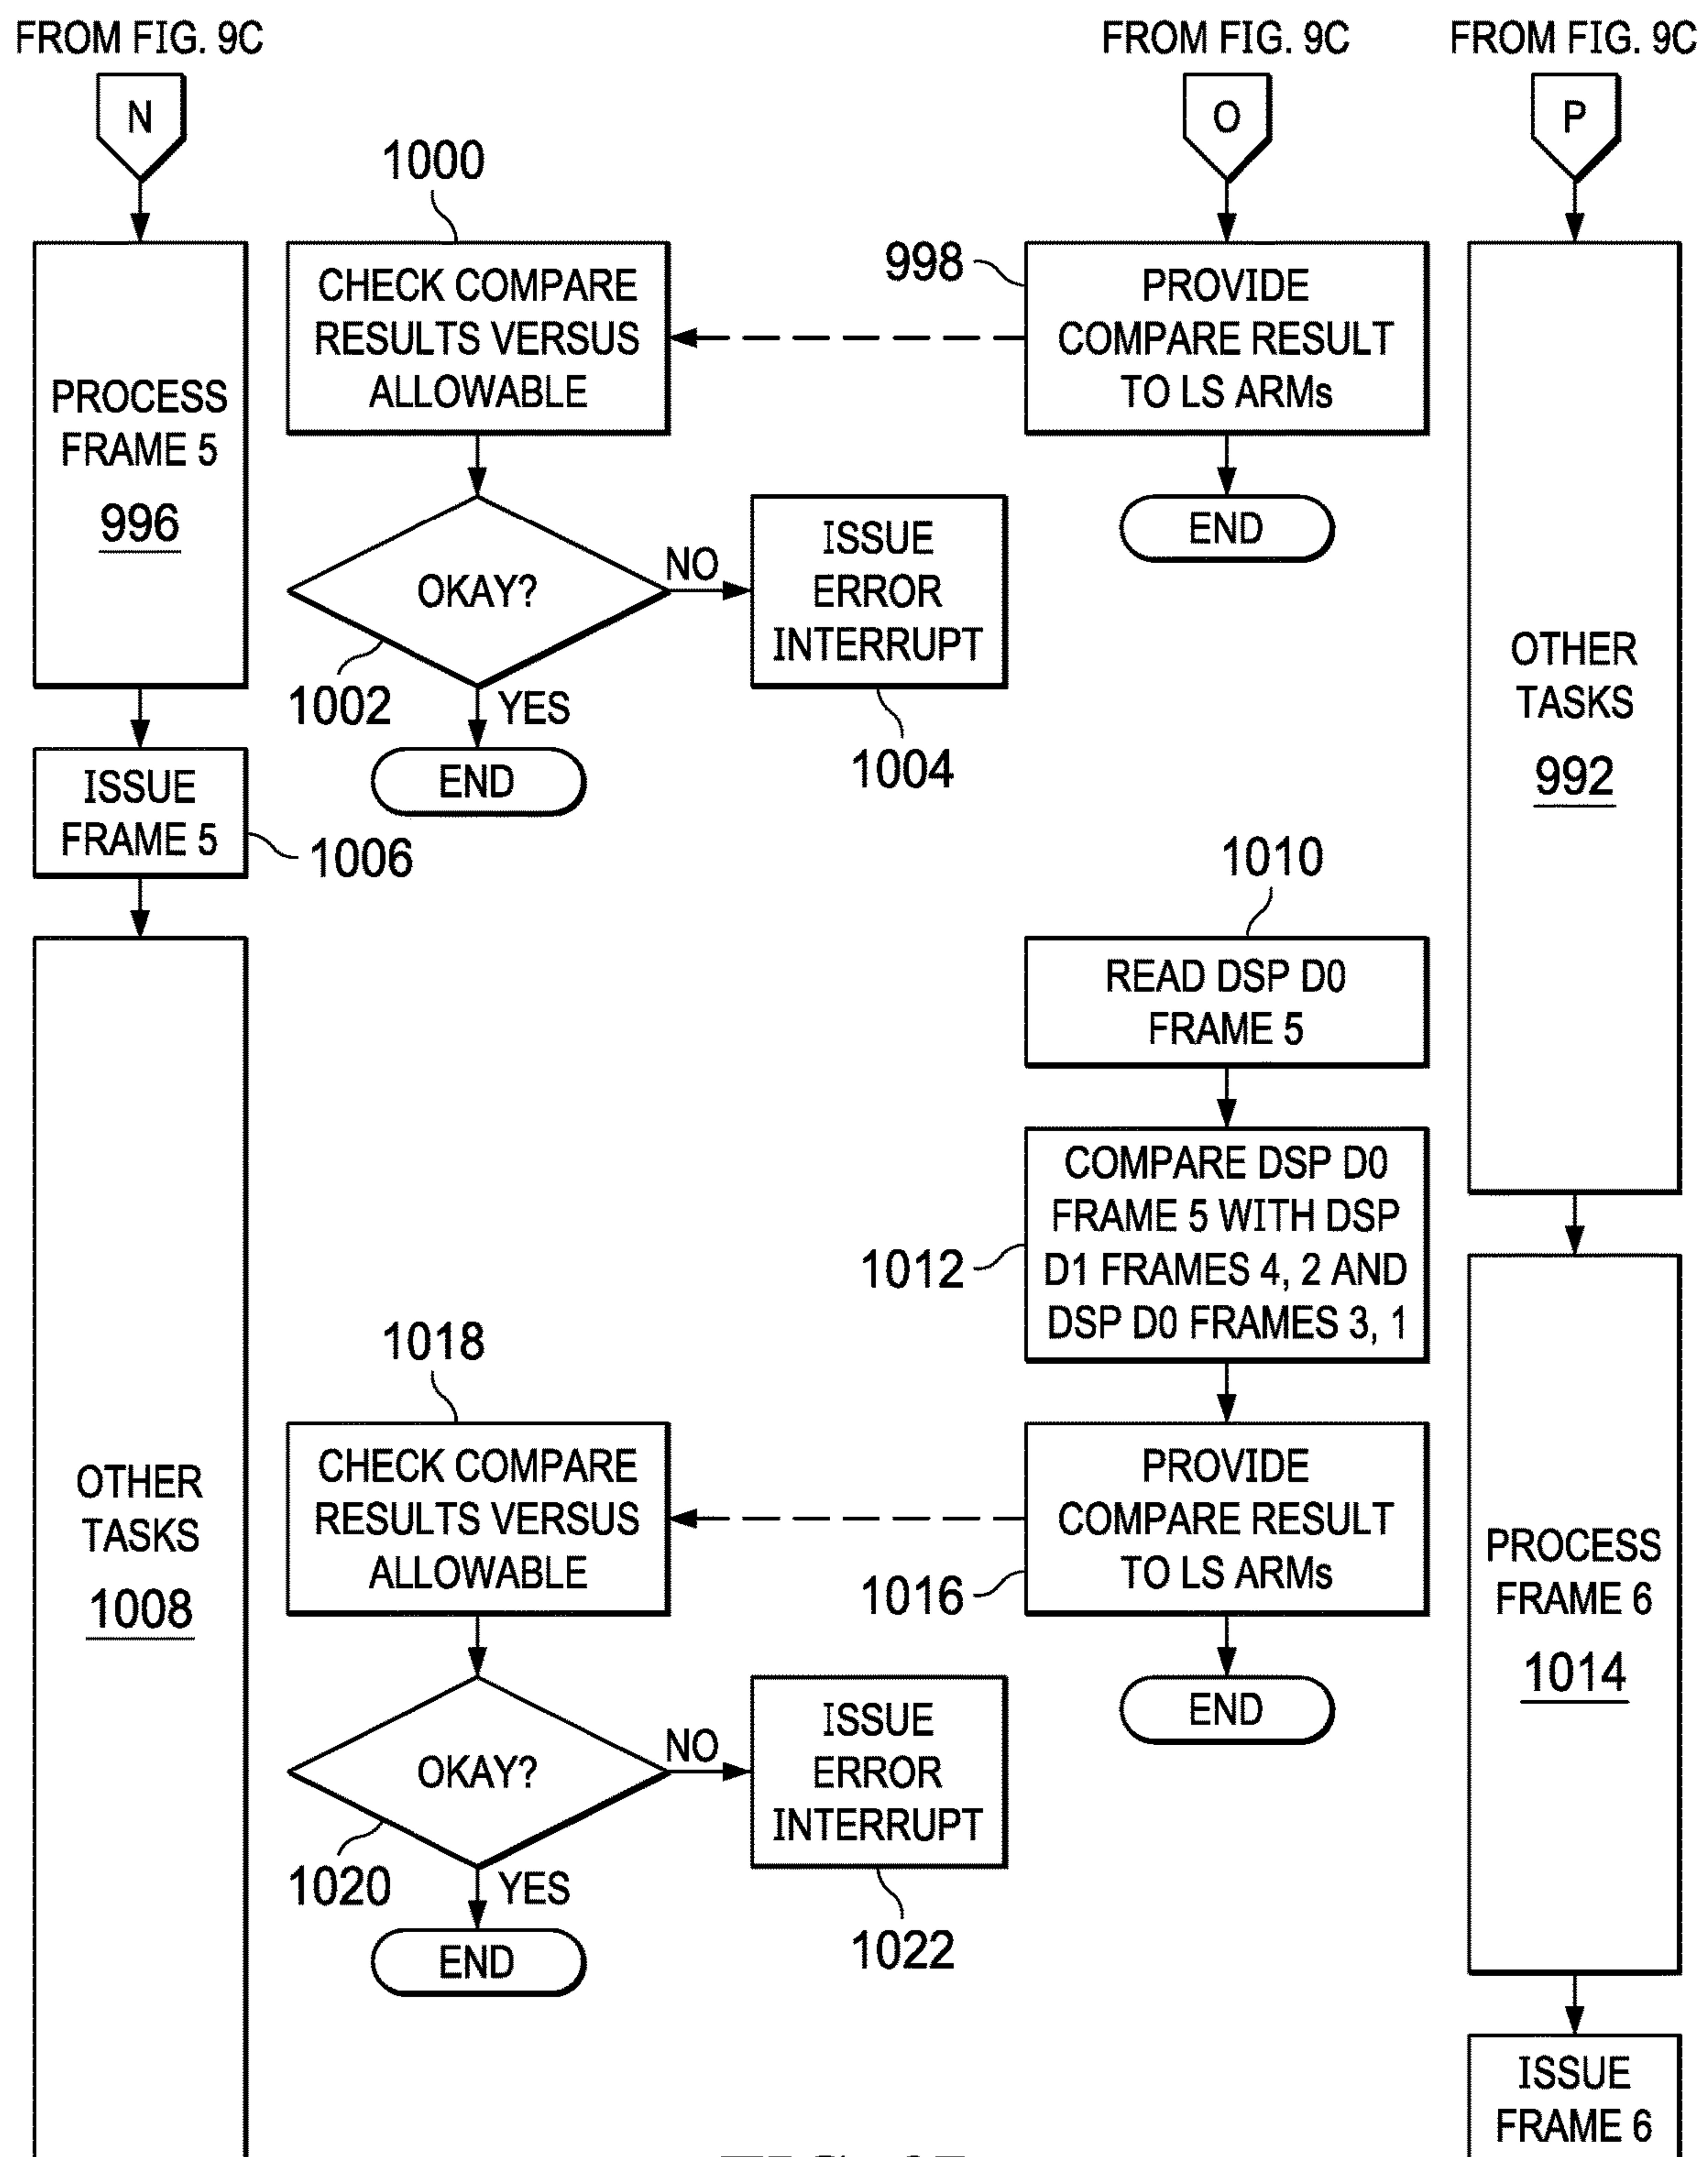 FROM FIG. 9C
FROM FIG. 9C
FROM FIG. 9C
N
O
P
1000
998
CHECK COMPARE
RESULTS VERSUS
ALLOWABLE
PROVIDE
COMPARE RESULT
TO LS ARMs
PROCESS
FRAME 5
996
END
OKAY?
NO
YES
1002
ISSUE
ERROR
INTERRUPT
1004
END
OTHER
TASKS
992
ISSUE
FRAME 5
1006
1010
READ DSP D0
FRAME 5
COMPARE DSP D0
FRAME 5 WITH DSP
D1 FRAMES 4, 2 AND
DSP D0 FRAMES 3, 1
1012
1018
CHECK COMPARE
RESULTS VERSUS
ALLOWABLE
PROVIDE
COMPARE RESULT
TO LS ARMs
1016
OTHER
TASKS
1008
PROCESS
FRAME 6
1014
END
OKAY?
NO
YES
1020
ISSUE
ERROR
INTERRUPT
1022
END
ISSUE
FRAME 6